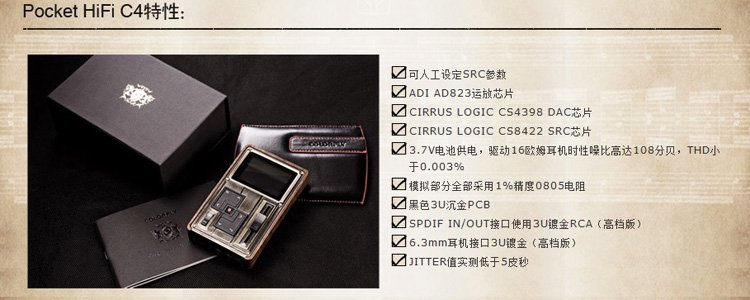 Pocket HiFi C4特性:
可人工设定SRC参数
ADI AD823运放芯片
CIRRUS LOGIC CS4398 DAC芯片
CIRRUS LOGIC CS8422 SRC芯片
3.7V电池供电，驱动16欧姆耳机时性噪比高达108分贝，THD小
于0.003%
模拟部分全部采用1%精度0805电阻
黑色3U沉金PCB
SPDIF IN/OUT接口使用3U镀金RCA（高档版）
6.3mm耳机接口3U镀金（高档版）
JITTER值实测低于5皮秒
COLORFLY
COLORFLY